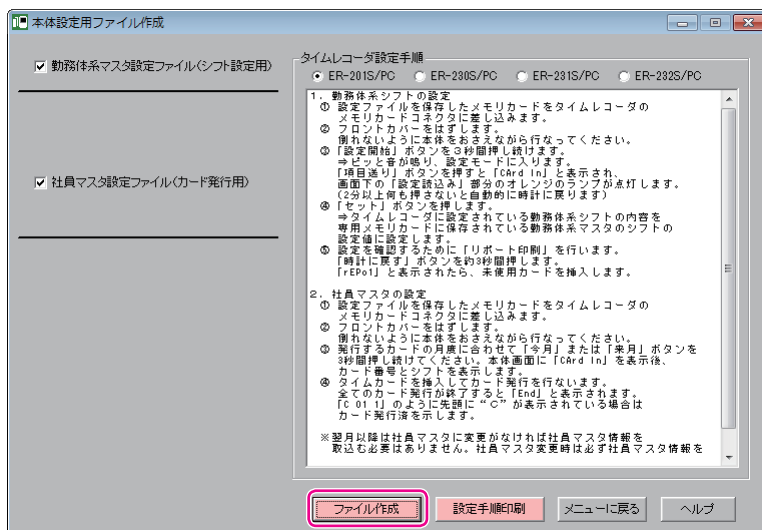 本体設定用ファイル作成
勤務体系マスタ設定ファイル(シフト設定用)
社員マスタ設定ファイル(カード発行用)
タイムレコーダ設定手順
ER-201S/PC ER-230S/PC ER-231S/PC ER-232S/PC
1. 勤務体系シフトの設定
① 設定ファイルを保存したメモリカードをタイムレコーダの
メモリカードコネクタに差し込みます。
② フロントカバーをはずします。
倒れないように本体をおさえながら行なってください。
③「設定開始」ボタンを3秒間押し続けます。
⇒ピッと音が鳴り、設定モードに入ります。
「項目送り」ボタンを押すと「CArd In」と表示され、
画面下の「設定読込み」部分のオレンジのランプが点灯します。
(2分以上何も押さないと自動的に時計に戻ります)
④「セット」ボタンを押します。
⇒タイムレコーダに設定されている勤務体系シフトの内容を
専用メモリカードに保存されている勤務体系マスタのシフトの
設定値に設定します。
⑤ 設定を確認するために「リポート印刷」を行います。
「時計に戻す」ボタンを約3秒間押します。
「rEPo1」と表示されたら、未使用カードを挿入します。
2. 社員マスタの設定
① 設定ファイルを保存したメモリカードをタイムレコーダの
メモリカードコネクタに差し込みます。
② フロントカバーをはずします。
倒れないように本体をおさえながら行なってください。
③ 発行するカードの月度に合わせて「今月」または「来月」ボタンを
3秒間押し続けてください。本体画面に「CArd In」を表示後、
カード番号とシフトを表示します。
④ タイムカードを挿入してカード発行を行ないます。
全てのカード発行が終了すると「End」と表示されます。
「C 01 1」のように先頭に“C”が表示されている場合は
カード発行済を示します。
※翌月以降は社員マスタに変更がなければ社員マスタ情報を
取込む必要はありません。社員マスタ変更時は必ず社員マスタ情報を
ファイル作成 設定手順印刷 メニューに戻る ヘルプ